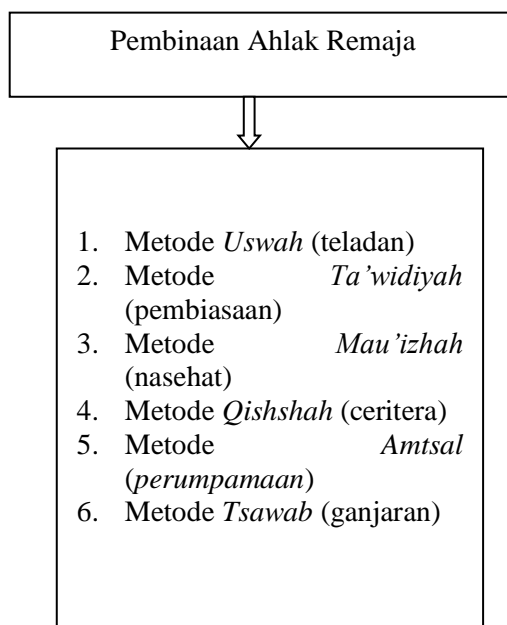 Pembinaan Ahlak Remaja
1. Metode Uswah (teladan)
2. Metode Ta’widiyah
(pembiasaan)
3. Metode Mau’izhah
(nasehat)
4. Metode Qishshah (ceritera)
5. Metode Amtsal
(perumpamaan)
6. Metode Tsawab (ganjaran)